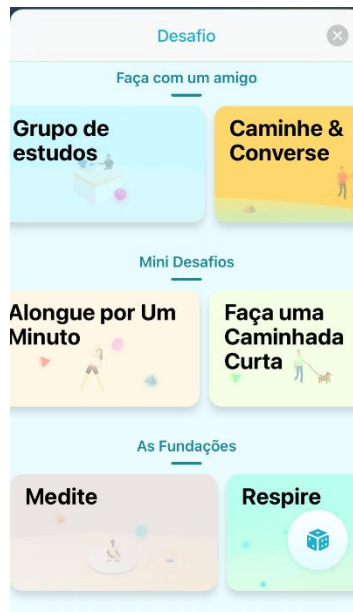 Desafio
Faça com um amigo
Grupo de
estudos
Caminhe &
Converse
Mini Desafios
Alongue por Um
Minuto
Faça uma
Caminhada
Curta
As Fundações
Medite
Respire